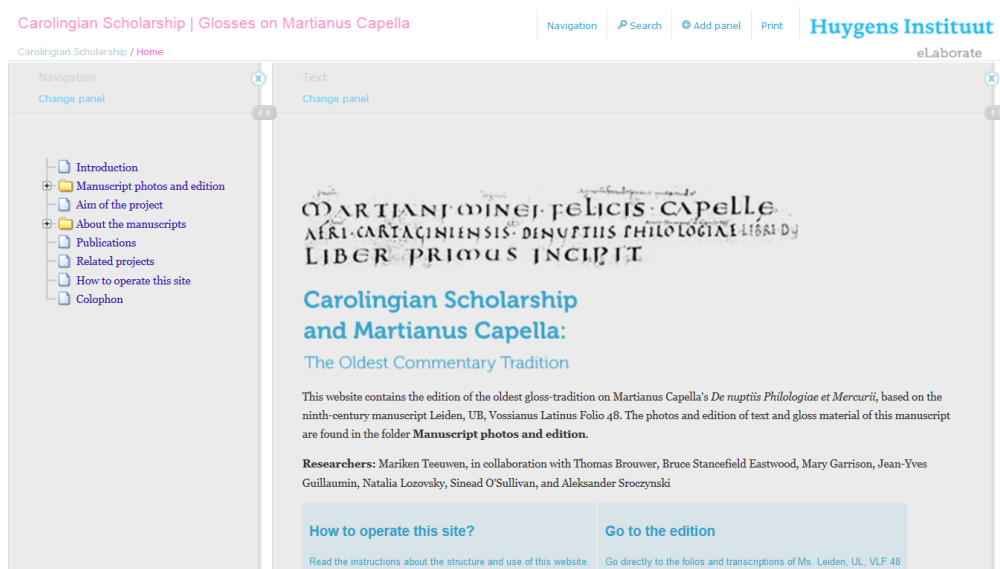 Carolingian Scholarship | Glosses on Martianus Capella
Navigation
Search
Add panel
Print
Huygens Instituut
eLaborate
Carolingian Scholarship / Home
Navigation
Change panel
Introduction
Manuscript photos and edition
Aim of the project
About the manuscripts
Publications
Related projects
How to operate this site
Colophon
Text
Change panel
MARTIANI MINEI FELICIS CAPELLE
AFRI CARTAGINIENSIS DE NUPTIIS PHILOLOGIAE LIBRI
LIBER PRIMUS INCIPIT
Carolingian Scholarship
and Martianus Capella:
The Oldest Commentary Tradition
This website contains the edition of the oldest gloss-tradition on Martianus Capella's De nuptiis Philologiae et Mercurii, based on the
ninth-century manuscript Leiden, UB, Vossianus Latinus Folio 48. The photos and edition of text and gloss material of this manuscript
are found in the folder Manuscript photos and edition.
Researchers: Mariken Teeuwen, in collaboration with Thomas Brouwer, Bruce Stancefield Eastwood, Mary Garrison, Jean-Yves
Guillaumin, Natalia Lozovsky, Sinead O'Sullivan, and Aleksander Sroczynski
How to operate this site?
Read the instructions about the structure and use of this website.
Go to the edition
Go directly to the folios and transcriptions of Ms. Leiden, UL, VLF 48